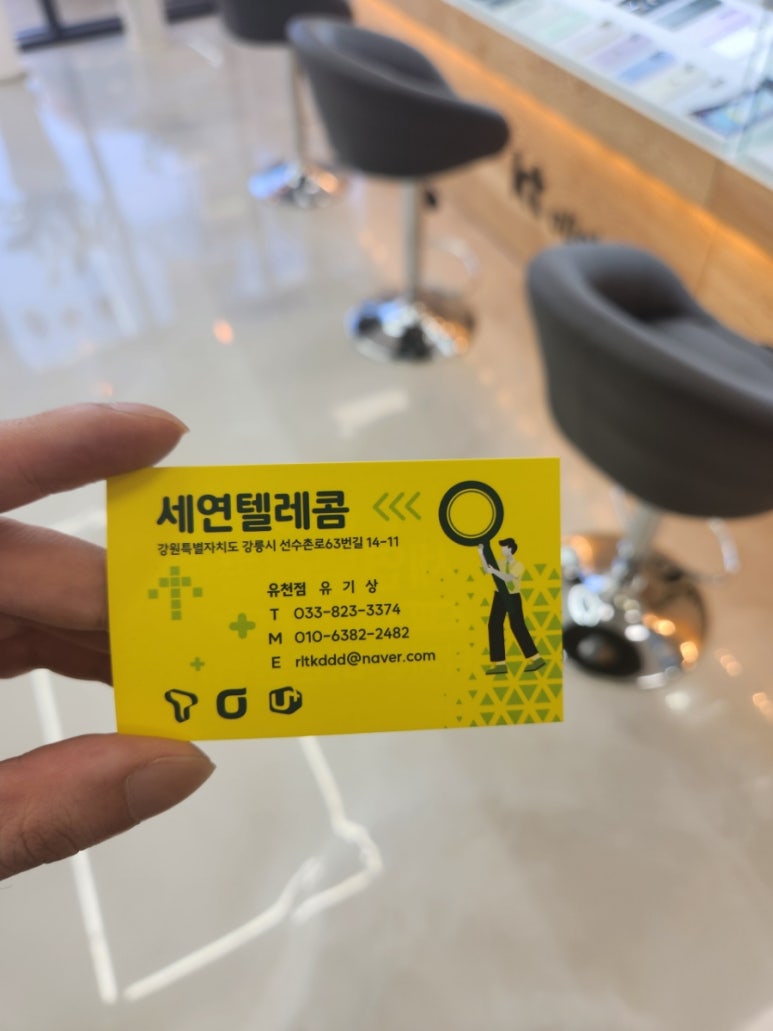 세연텔레콤
강원특별자치도 강릉시 선수촌로63번길 14-11
유천점 유 기 상
T 033-823-3374
M 010-6382-2482
E rltkddd@naver.com
U+
kt